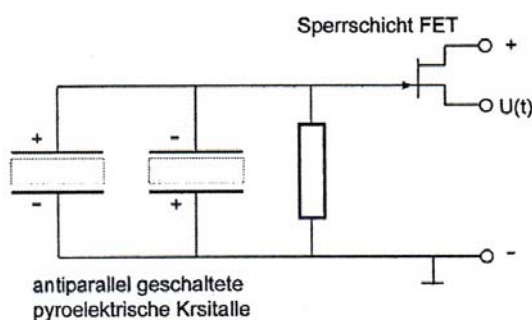 Sperrschicht FET
+
U(t)
+ -
- +
-
antiparallel geschaltete
pyroelektrische Krsitalle